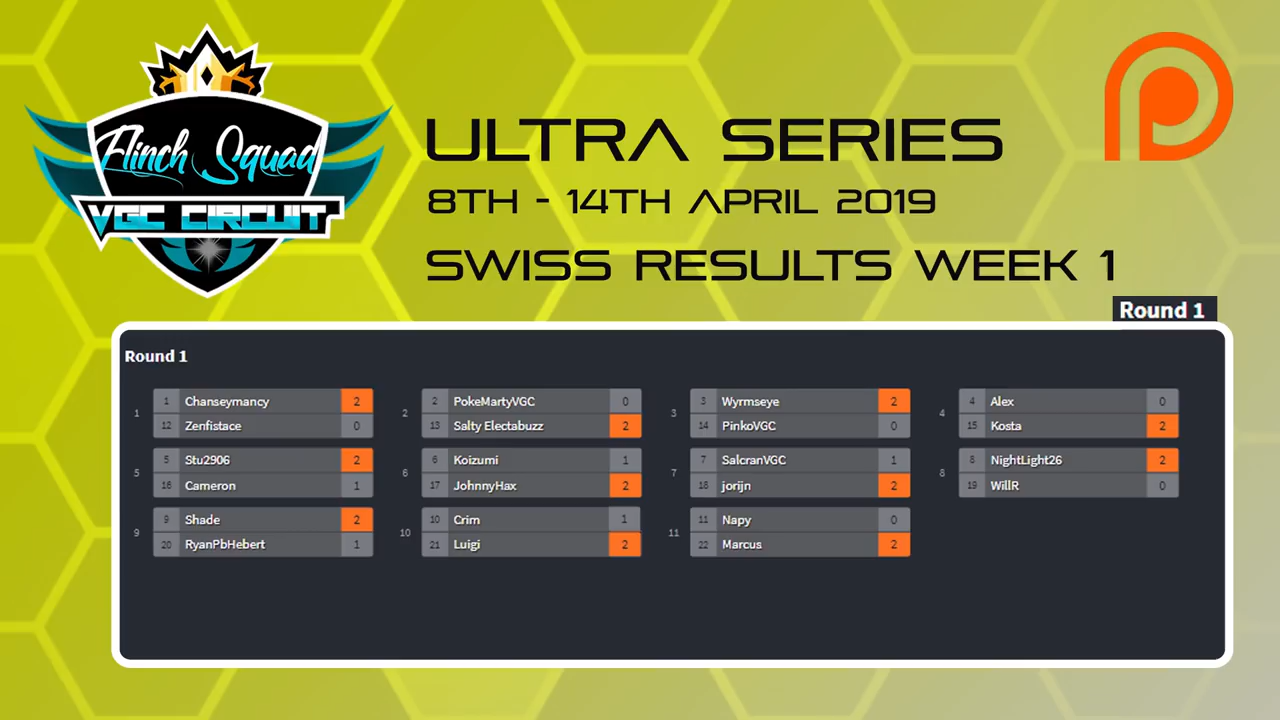 Flinch Squad
VGC CIRCUIT
ULTRA SERIES
8TH - 14TH APRIL 2019
SWISS RESULTS WEEK 1
Round 1
Round 1
1 1 Chanseymancy 2
12 Zenfistace 0
2 2 PokeMartyVGC 0
13 Salty Electabuzz 2
3 3 Wyrmseye 2
14 PinkoVGC 0
4 4 Alex 0
15 Kosta 2
5 5 Stu2906 2
16 Cameron 1
6 6 Koizumi 1
17 JohnnyHax 2
7 7 SalcranVGC 1
18 jorijn 2
8 8 NightLight26 2
19 WillR 0
9 9 Shade 2
20 RyanPbHebert 1
10 10 Crim 1
21 Luigi 2
11 11 Napy 0
22 Marcus 2